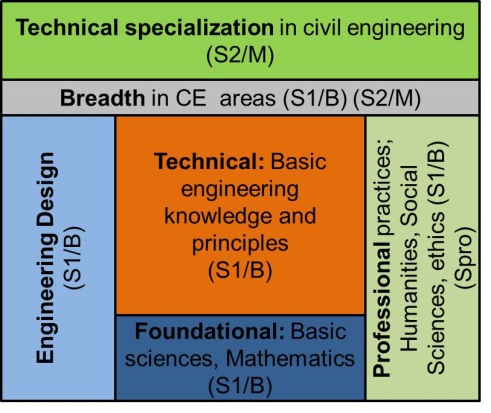 Technical specialization in civil engineering
(S2/M)
Breadth in CE areas (S1/B) (S2/M)
Engineering Design
(S1/B)
Technical: Basic
engineering
knowledge and
principles
(S1/B)
Foundational: Basic
sciences, Mathematics
(S1/B)
Professional practices;
Humanities, Social
Sciences, ethics (S1/B)
(Spro)